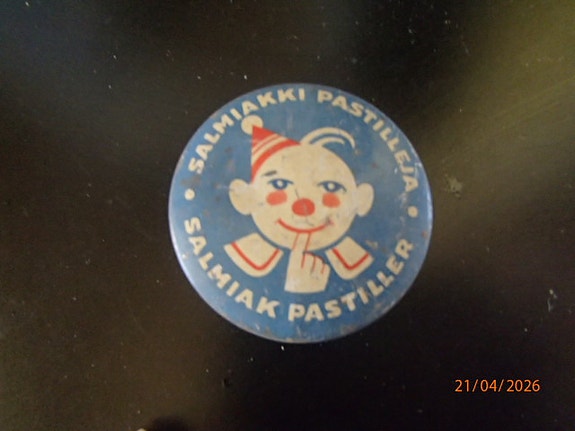 SALMIAKKI PASTILLEJA
SALMIAK PASTILLER
21/04/2026